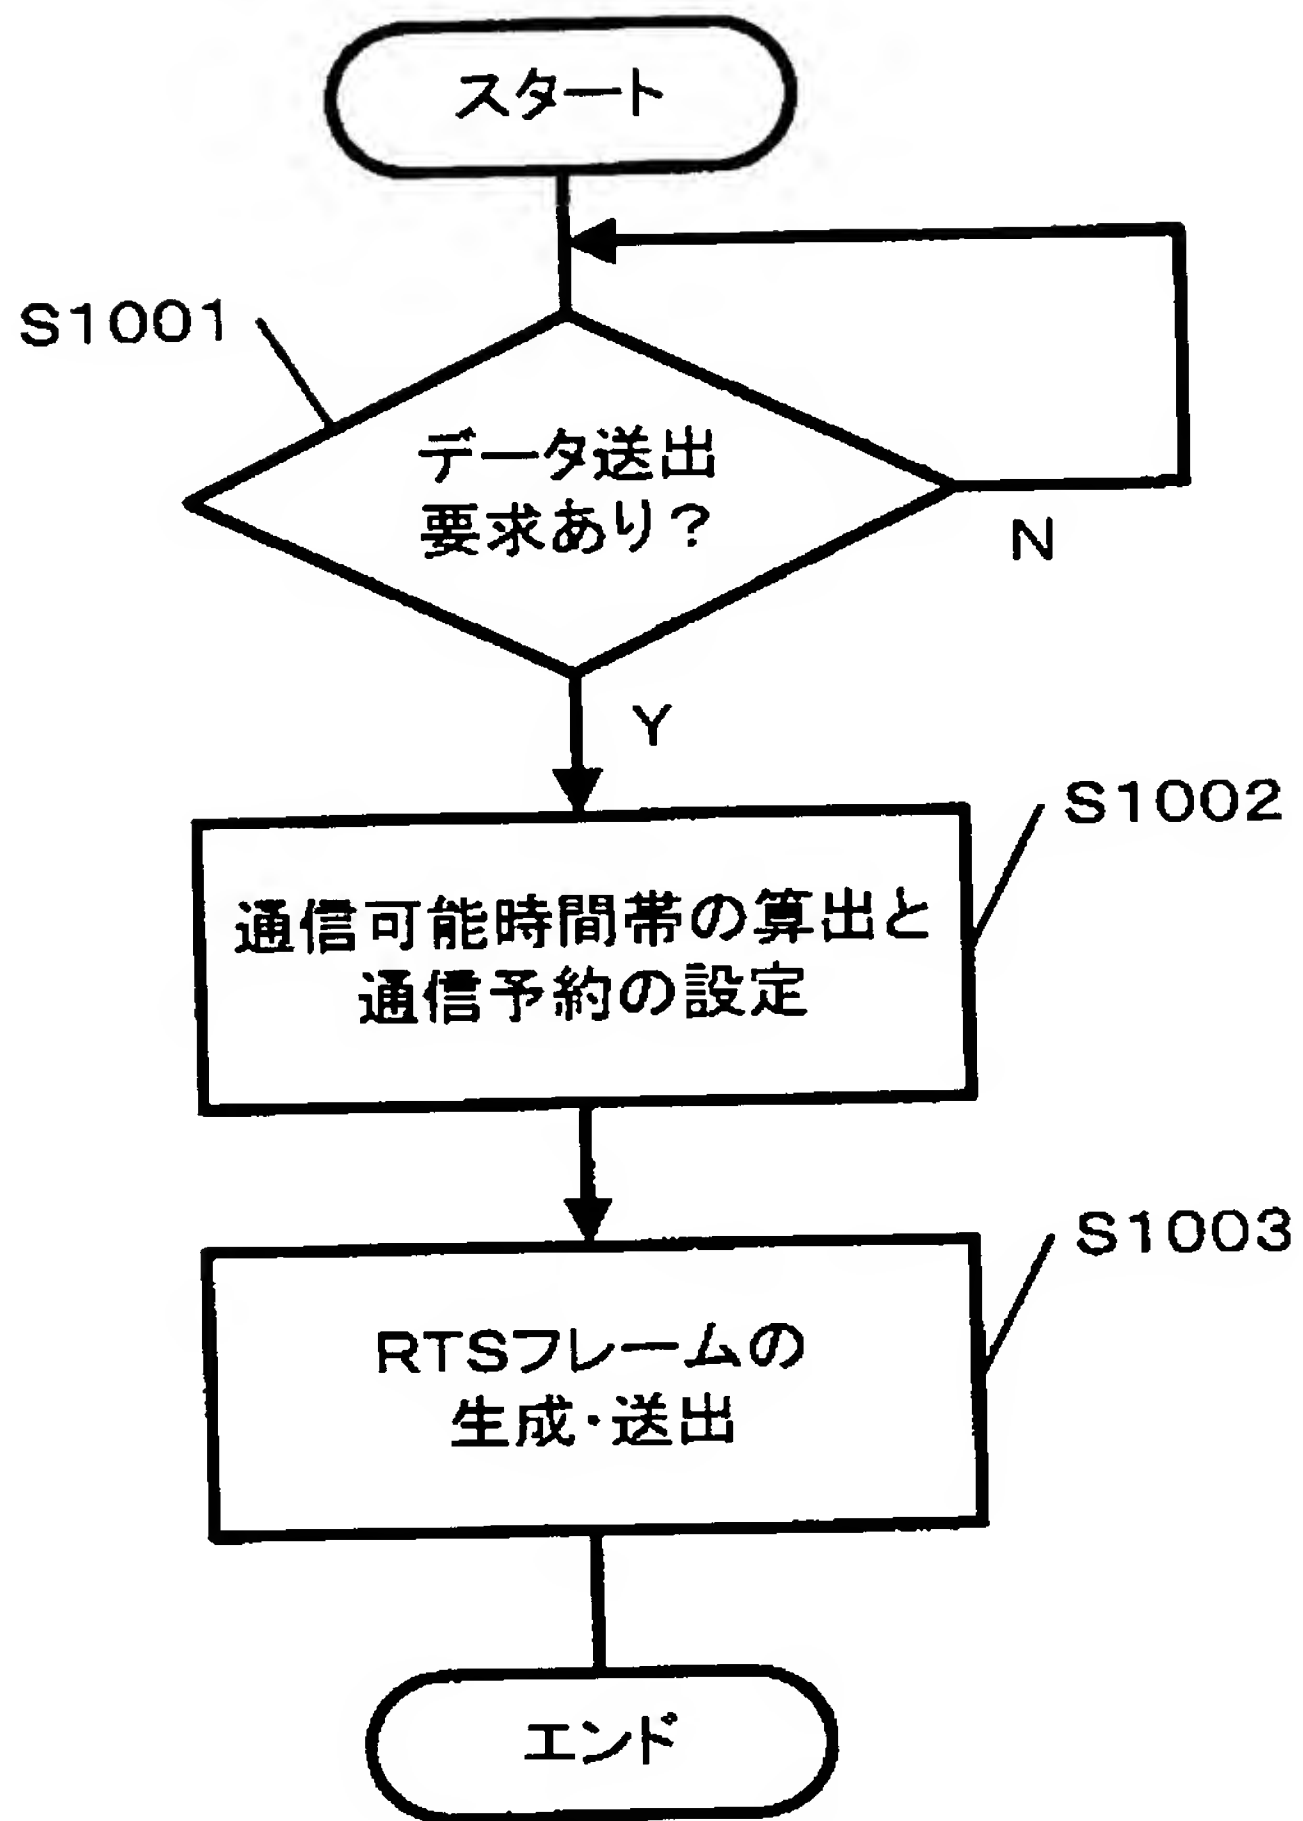 スタート
S1001
データ送出
要求あり?
N
Y
S1002
通信可能時間帯の算出と
通信予約の設定
S1003
RTSフレームの
生成・送出
エンド